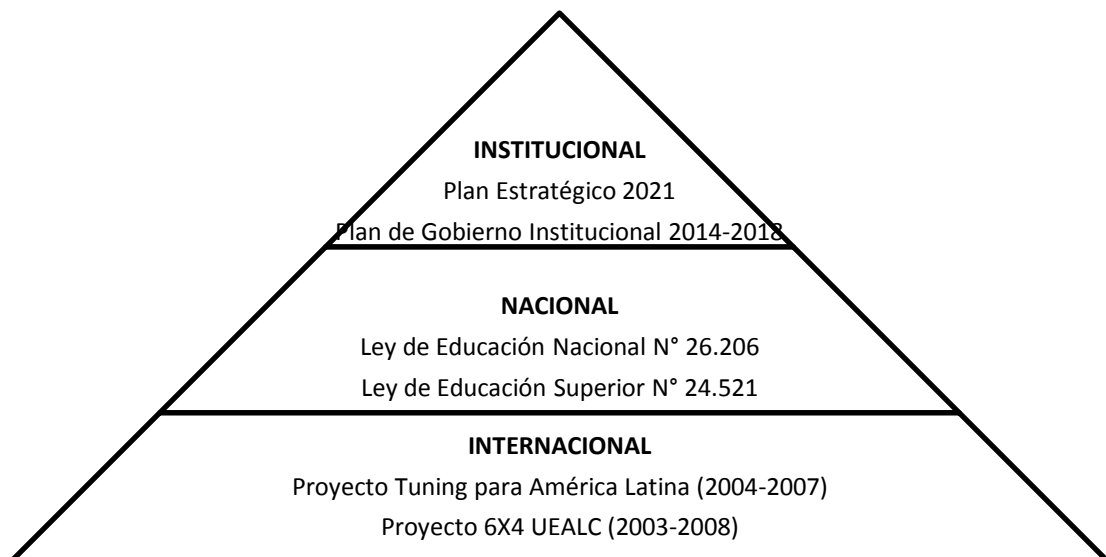 INSTITUCIONAL
Plan Estratégico 2021
Plan de Gobierno Institucional 2014-2018
NACIONAL
Ley de Educación Nacional N° 26.206
Ley de Educación Superior N° 24.521
INTERNACIONAL
Proyecto Tuning para América Latina (2004-2007)
Proyecto 6X4 UEALC (2003-2008)